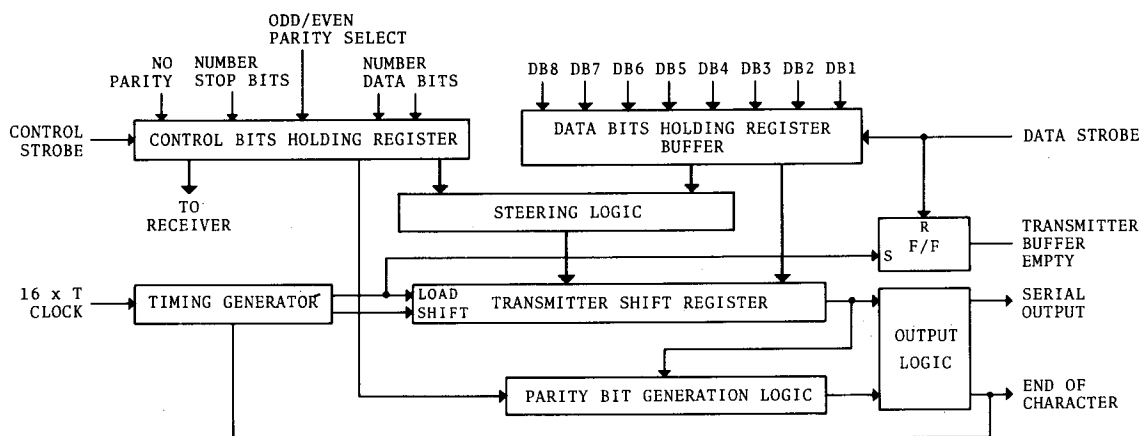 ODD/EVEN
PARITY SELECT
NO
PARITY
NUMBER
STOP BITS
NUMBER
DATA BITS
DB8 DB7 DB6 DB5 DB4 DB3 DB2 DB1
CONTROL
STROBE
CONTROL BITS HOLDING REGISTER
DATA BITS HOLDING REGISTER
BUFFER
DATA STROBE
TO
RECEIVER
STEERING LOGIC
R
F/F
S
TRANSMITTER
BUFFER
EMPTY
16 x T
CLOCK
TIMING GENERATOR
LOAD
SHIFT
TRANSMITTER SHIFT REGISTER
SERIAL
OUTPUT
OUTPUT
LOGIC
PARITY BIT GENERATION LOGIC
END OF
CHARACTER